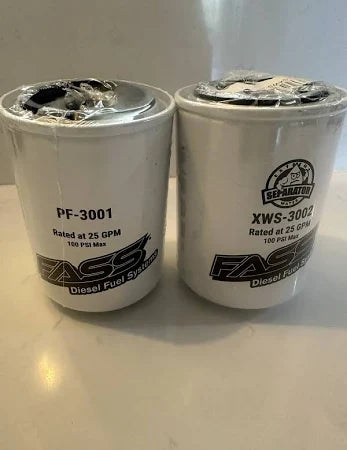 PF-3001
Rated at 25 GPM
100 PSI Max
FASS
Diesel Fuel Systems
SEPARATOR
XWS-3002
Rated at 25 GPM
100 PSI Max
FASS
Diesel Fuel Systems